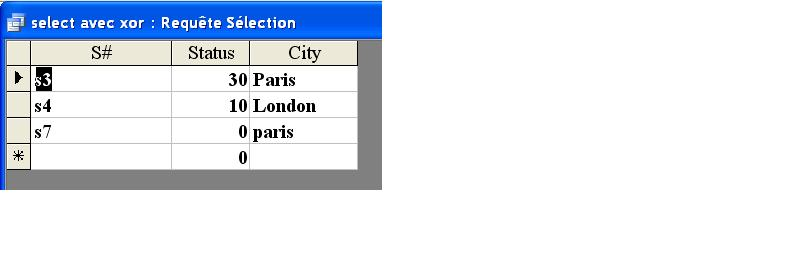 select avec xor : Requête Sélection
S# Status City
s3 30 Paris
s4 10 London
s7 0 paris
* 0